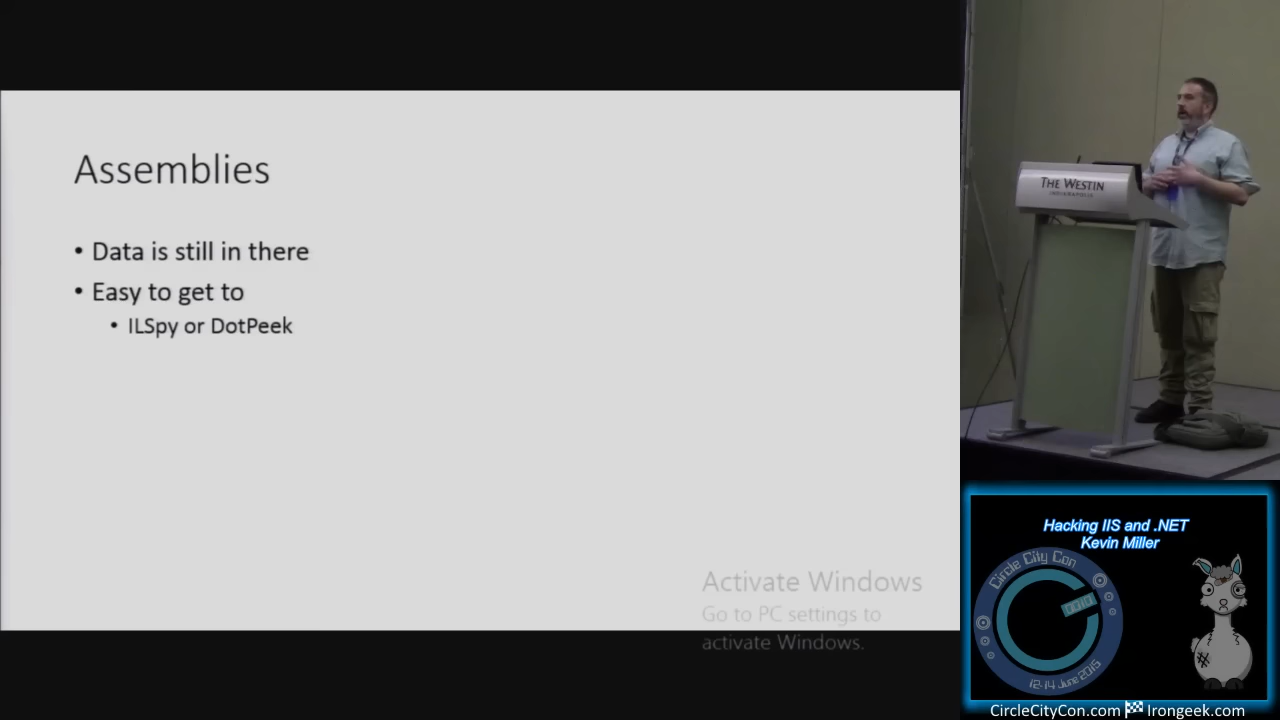 Assemblies
• Data is still in there
• Easy to get to
• ILSpy or DotPeek
Activate Windows
Go to PC settings to
activate Windows.
THE WESTIN
Hacking IIS and .NET
Kevin Miller
Circle City Con
12-14 June 2015
CircleCityCon.com
Irongeek.com